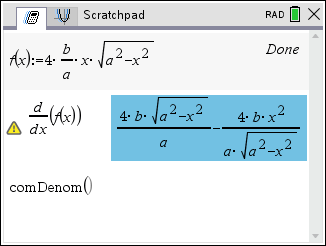 Scratchpad RAD
f(x):=4·b/a·x·√(a²−x²) Done
d/dx(f(x)) 4·b·√(a²−x²)/a − 4·b·x²/(a·√(a²−x²))
comDenom()